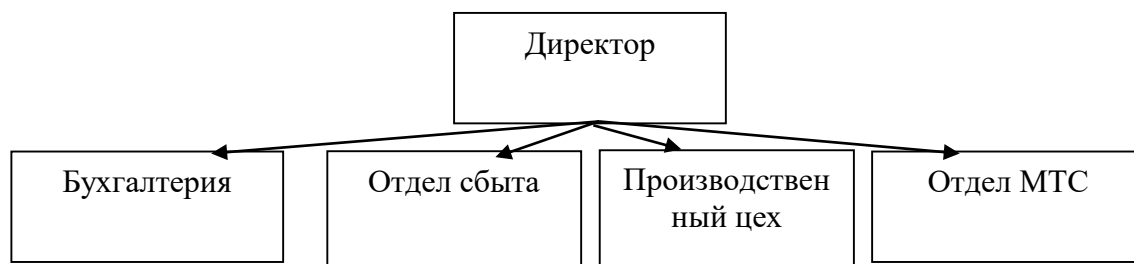 Директор
Бухгалтерия
Отдел сбыта
Производствен
ный цех
Отдел МТС